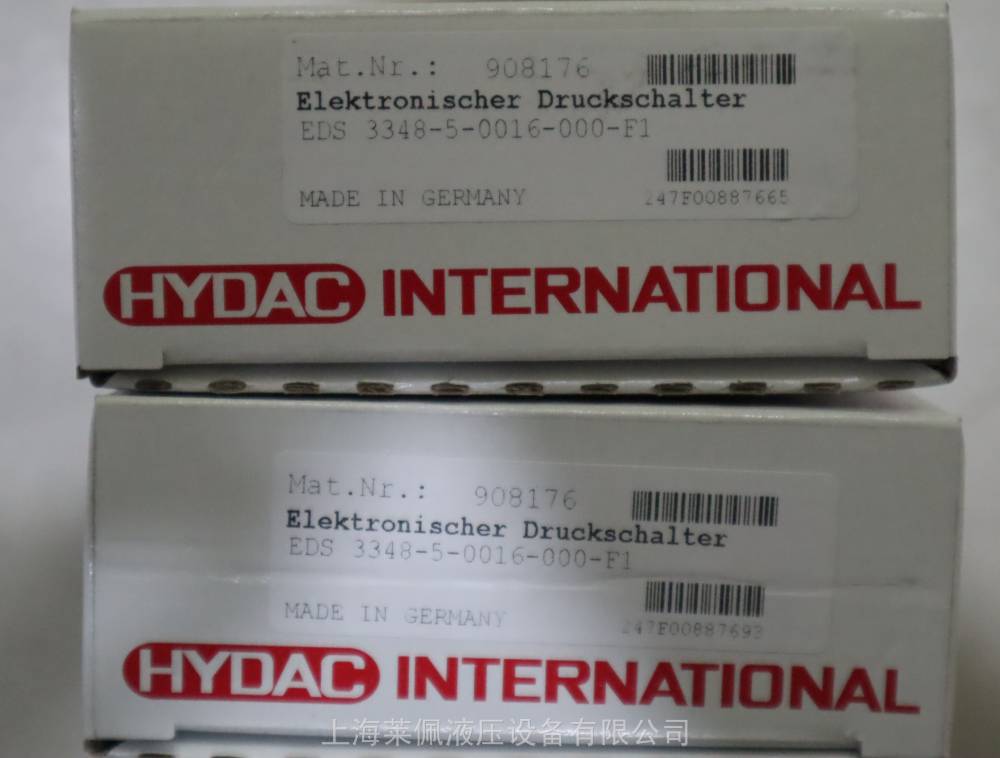 Mat.Nr.: 908176
Elektronischer Druckschalter
EDS 3348-5-0016-000-F1
MADE IN GERMANY 247F00887665
HYDAC INTERNATIONAL
Mat.Nr.: 908176
Elektronischer Druckschalter
EDS 3348-5-0016-000-F1
MADE IN GERMANY 247F00887693
HYDAC INTERNATIONAL
上海莱佩液压设备有限公司